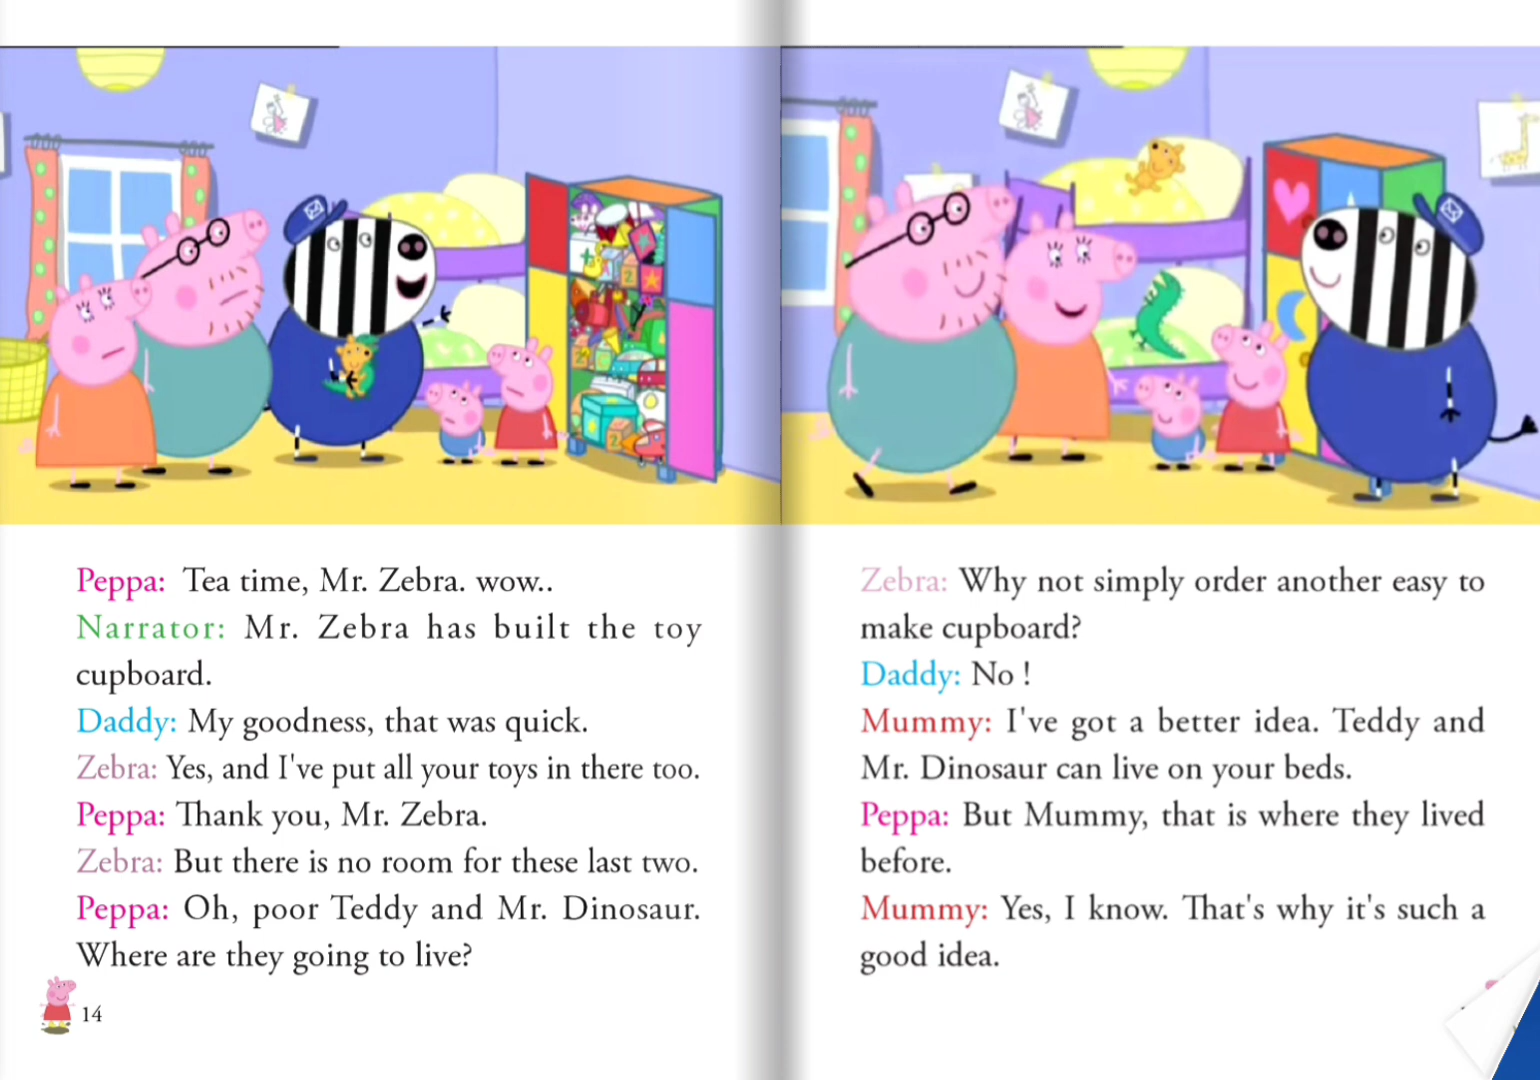 Peppa: Tea time, Mr. Zebra. wow..
Narrator: Mr. Zebra has built the toy
cupboard.
Daddy: My goodness, that was quick.
Zebra: Yes, and I've put all your toys in there too.
Peppa: Thank you, Mr. Zebra.
Zebra: But there is no room for these last two.
Peppa: Oh, poor Teddy and Mr. Dinosaur.
Where are they going to live?
14
Zebra: Why not simply order another easy to
make cupboard?
Daddy: No !
Mummy: I've got a better idea. Teddy and
Mr. Dinosaur can live on your beds.
Peppa: But Mummy, that is where they lived
before.
Mummy: Yes, I know. That's why it's such a
good idea.